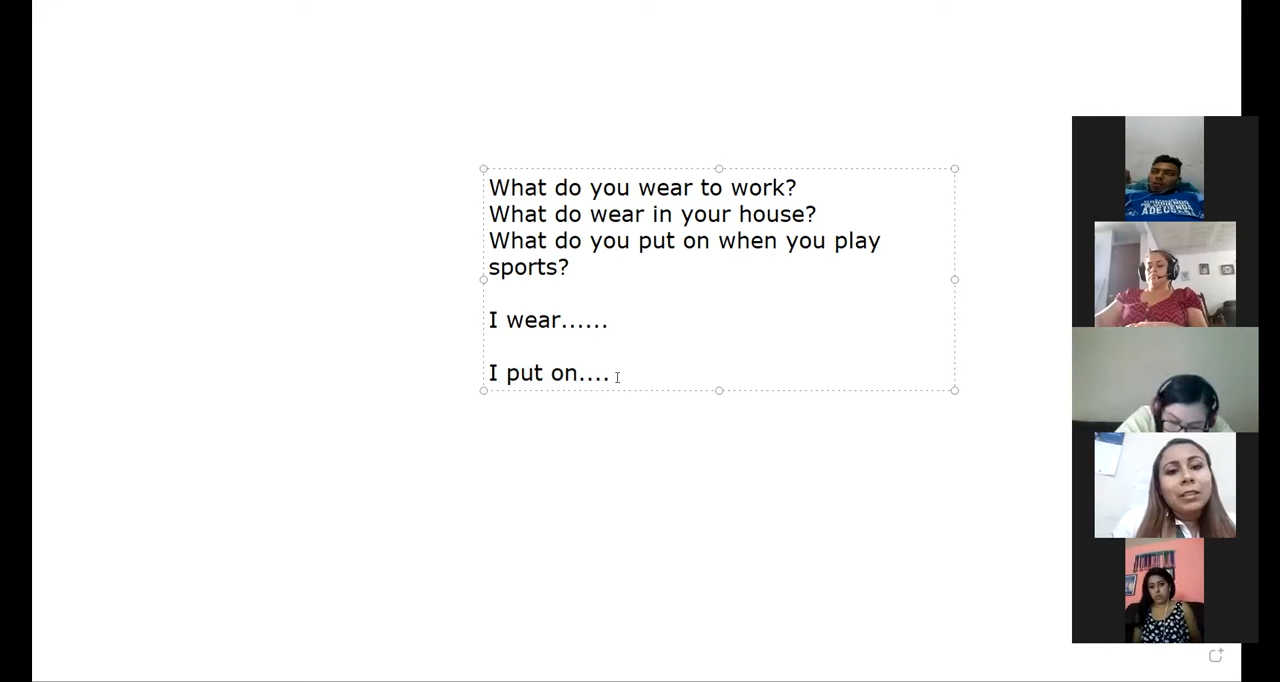 What do you wear to work?
What do wear in your house?
What do you put on when you play
sports?
I wear......
I put on....
ADECOST